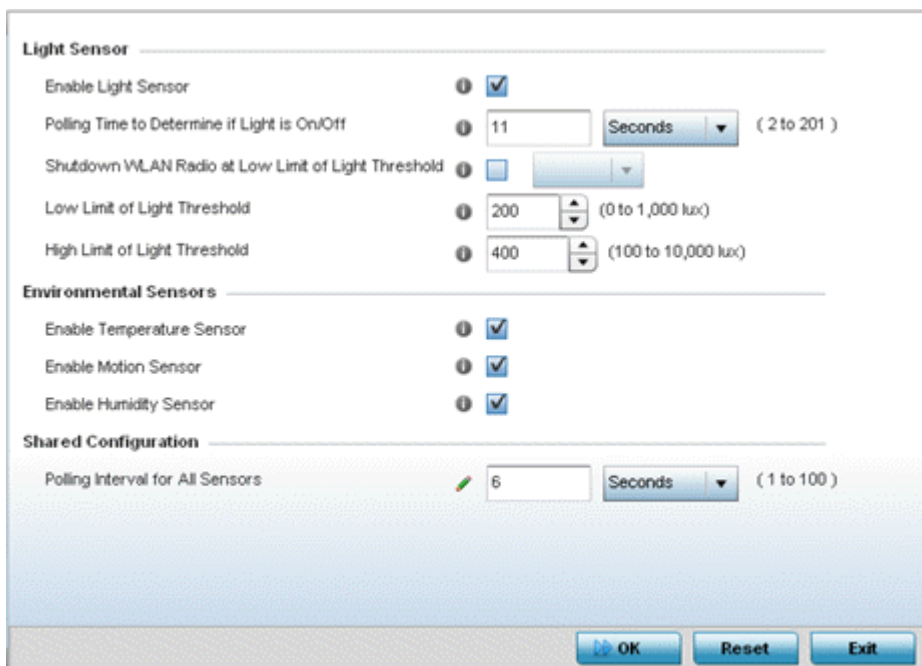 Light Sensor
Enable Light Sensor
Polling Time to Determine if Light is On/Off 11 Seconds ( 2 to 201 )
Shutdown WLAN Radio at Low Limit of Light Threshold
Low Limit of Light Threshold 200 (0 to 1,000 lux)
High Limit of Light Threshold 400 (100 to 10,000 lux)
Environmental Sensors
Enable Temperature Sensor
Enable Motion Sensor
Enable Humidity Sensor
Shared Configuration
Polling Interval for All Sensors 6 Seconds ( 1 to 100 )
OK Reset Exit